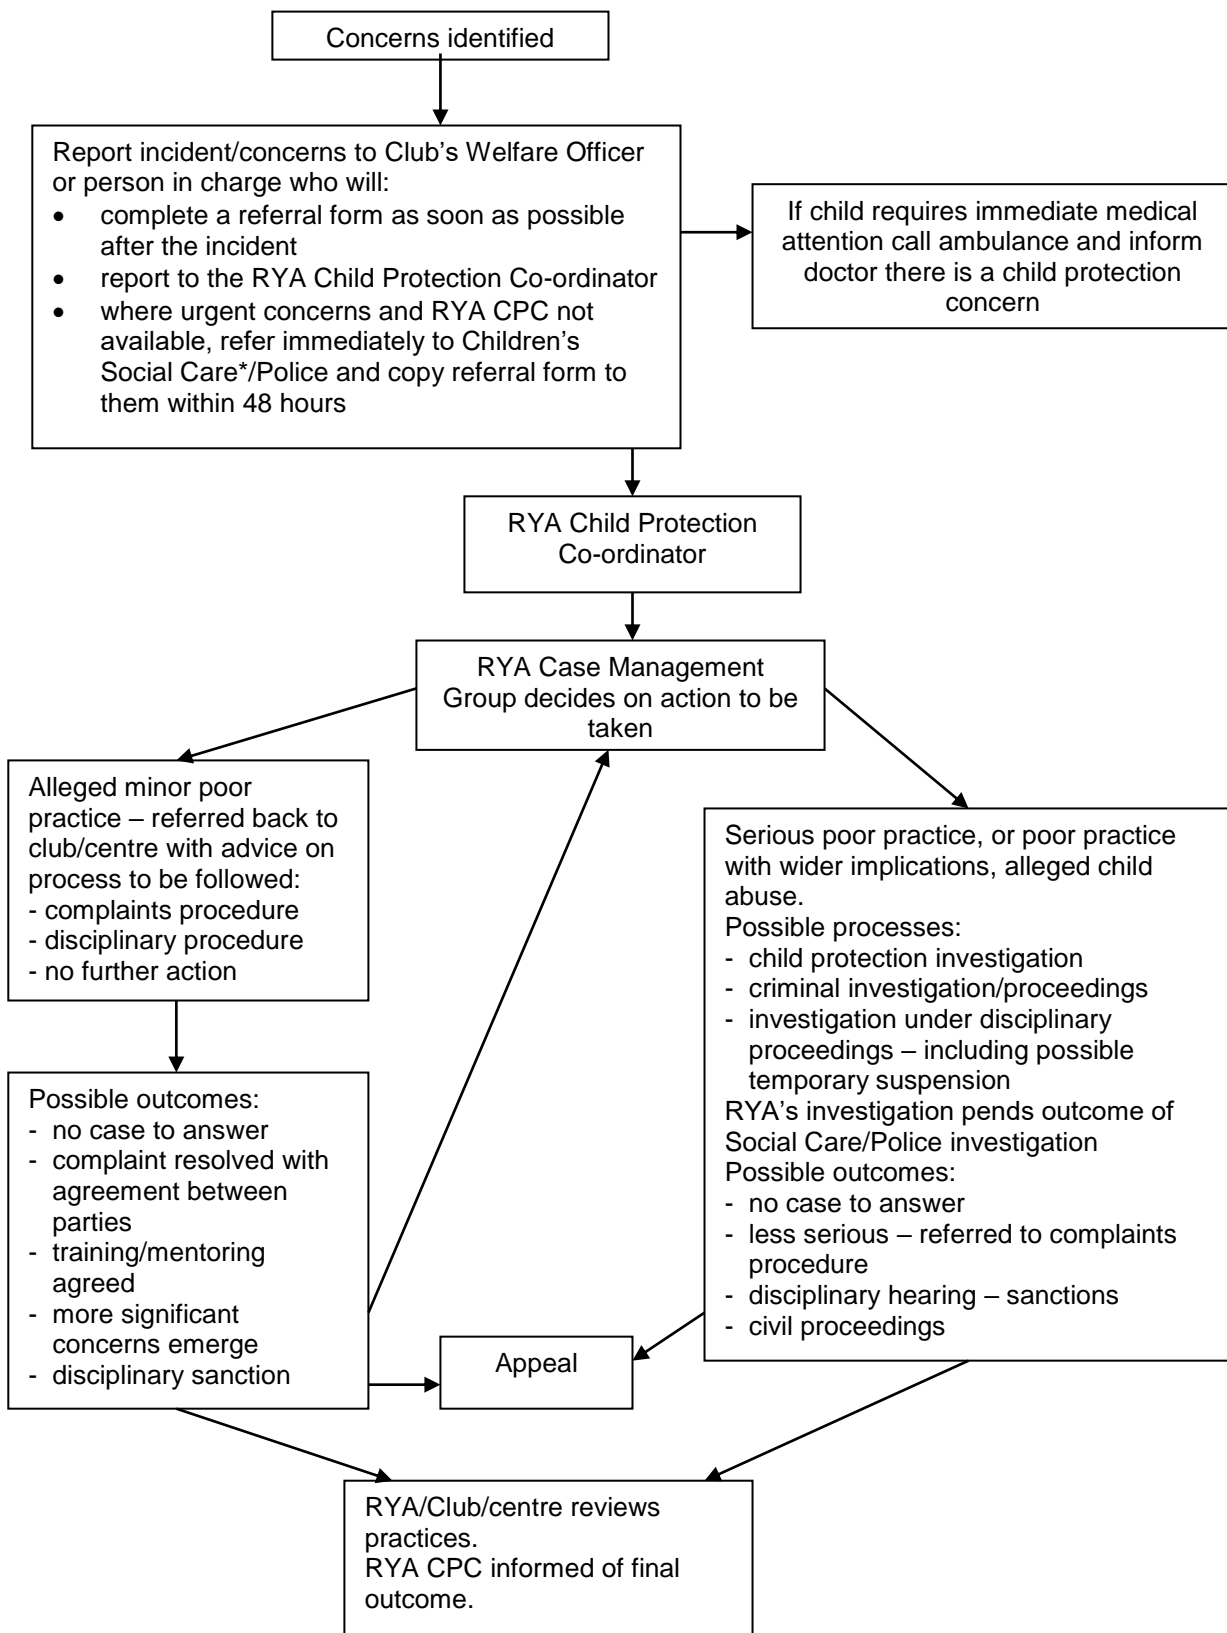 Concerns identified
Report incident/concerns to Club’s Welfare Officer
or person in charge who will:
• complete a referral form as soon as possible
after the incident
• report to the RYA Child Protection Co-ordinator
• where urgent concerns and RYA CPC not
available, refer immediately to Children’s
Social Care*/Police and copy referral form to
them within 48 hours
If child requires immediate medical
attention call ambulance and inform
doctor there is a child protection
concern
RYA Child Protection
Co-ordinator
RYA Case Management
Group decides on action to be
taken
Alleged minor poor
practice – referred back to
club/centre with advice on
process to be followed:
- complaints procedure
- disciplinary procedure
- no further action
Serious poor practice, or poor practice
with wider implications, alleged child
abuse.
Possible processes:
- child protection investigation
- criminal investigation/proceedings
- investigation under disciplinary
proceedings – including possible
temporary suspension
RYA’s investigation pends outcome of
Social Care/Police investigation
Possible outcomes:
- no case to answer
- less serious – referred to complaints
procedure
- disciplinary hearing – sanctions
- civil proceedings
Possible outcomes:
- no case to answer
- complaint resolved with
agreement between
parties
- training/mentoring
agreed
- more significant
concerns emerge
- disciplinary sanction
Appeal
RYA/Club/centre reviews
practices.
RYA CPC informed of final
outcome.